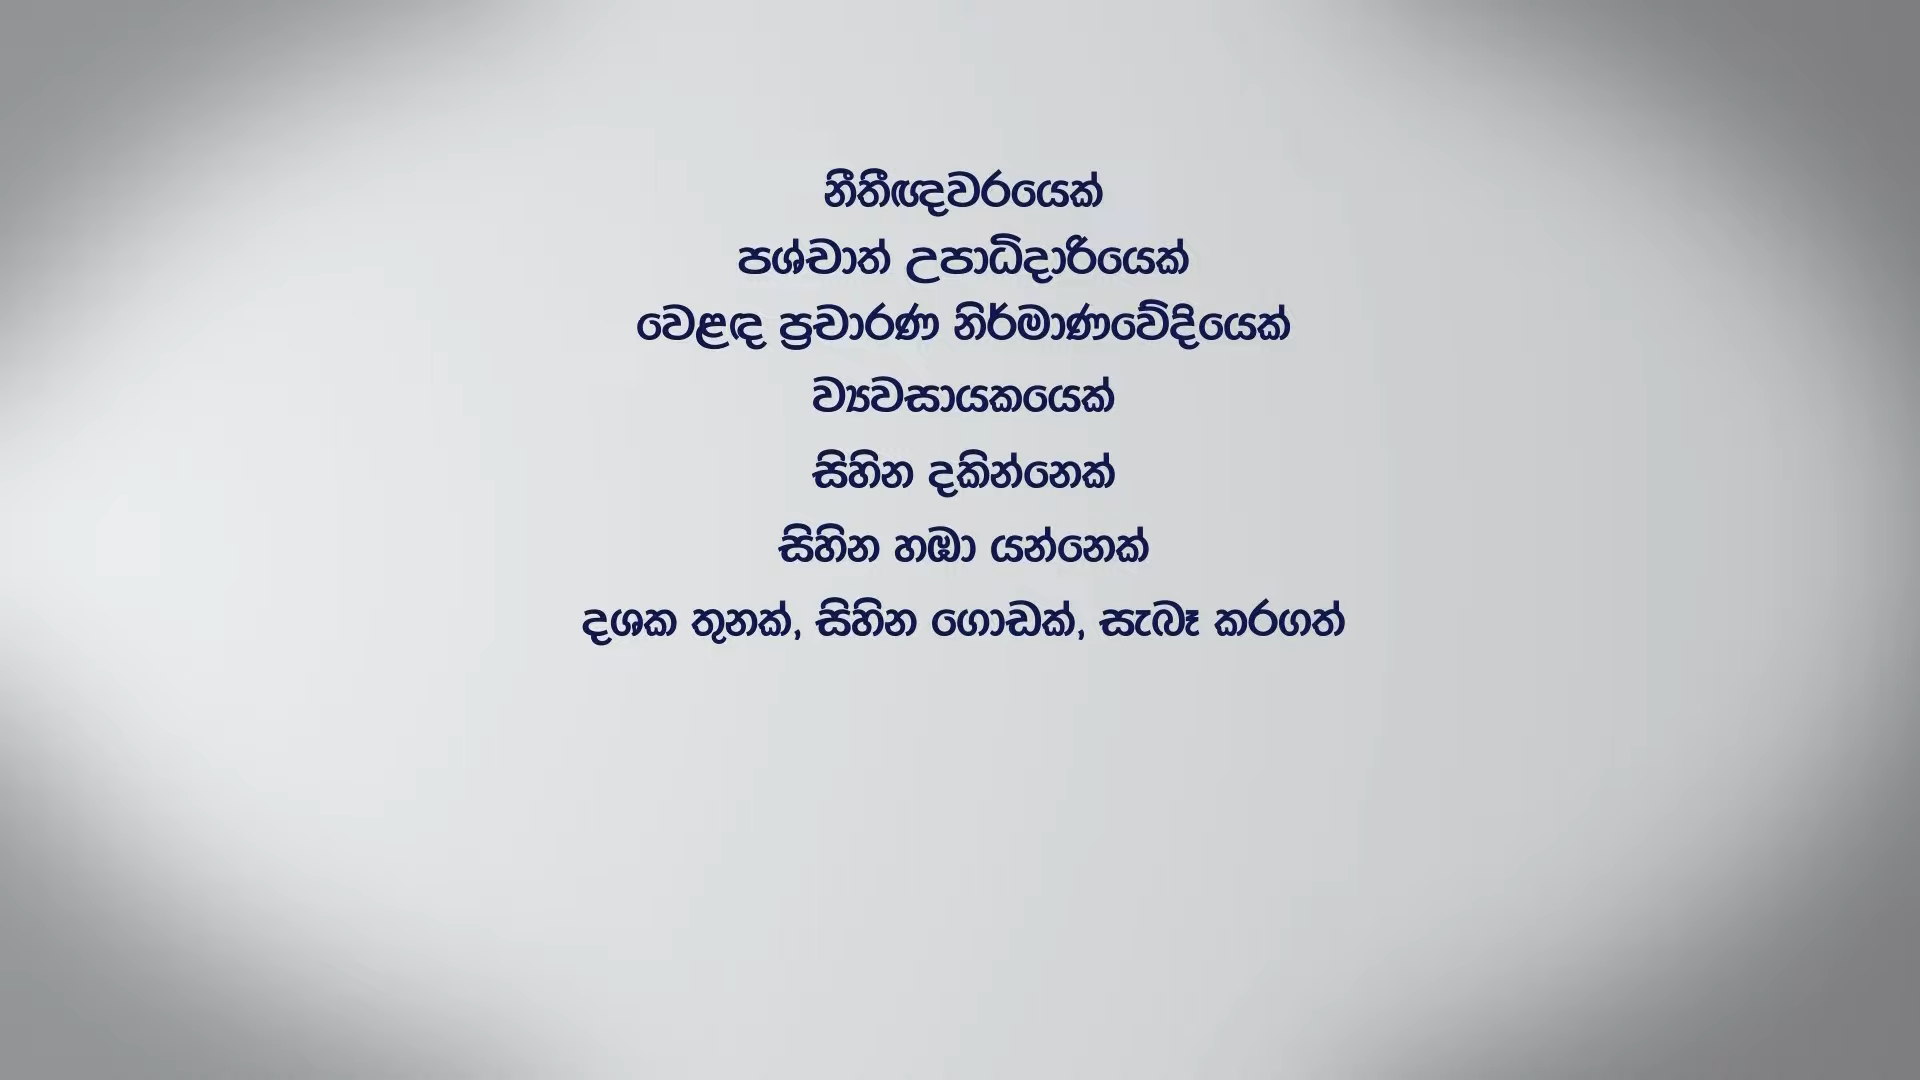 නීතීඥවරයෙක්
පශ්චාත් උපාධිදාරියෙක්
වෙළඳ ප්‍රචාරණ නිර්මාණවේදියෙක්
ව්‍යවසායකයෙක්
සිහින දකින්නෙක්
සිහින හඹා යන්නෙක්
දශක තුනක්, සිහින ගොඩක්, සැබෑ කරගත්